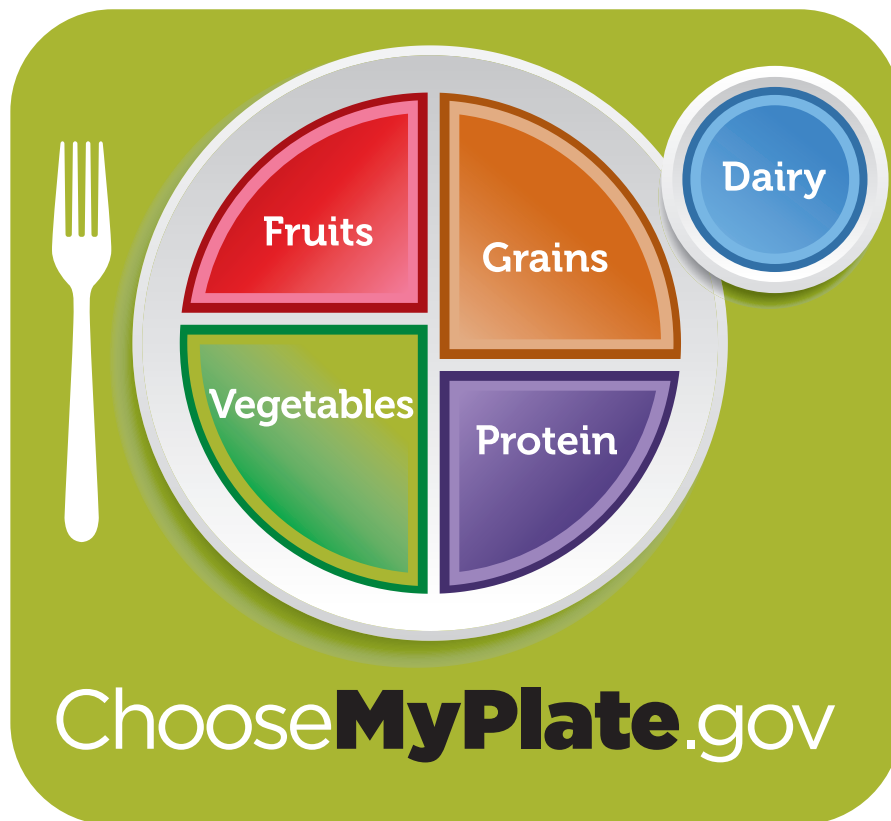 Fruits
Grains
Dairy
Vegetables
Protein
ChooseMyPlate.gov